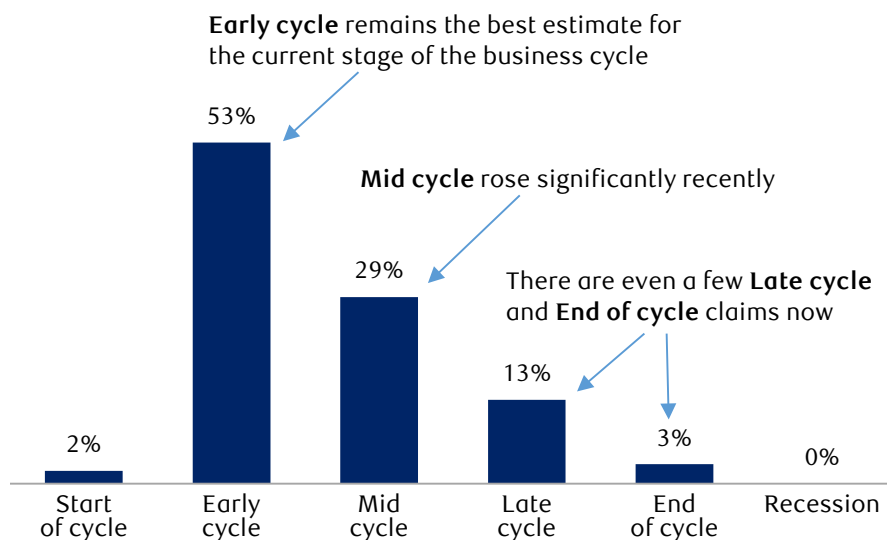 Early cycle remains the best estimate for
the current stage of the business cycle
53%
Mid cycle rose significantly recently
29%
There are even a few Late cycle
and End of cycle claims now
13%
2%
3%
0%
Start
of cycle
Early
cycle
Mid
cycle
Late
cycle
End
of cycle
Recession